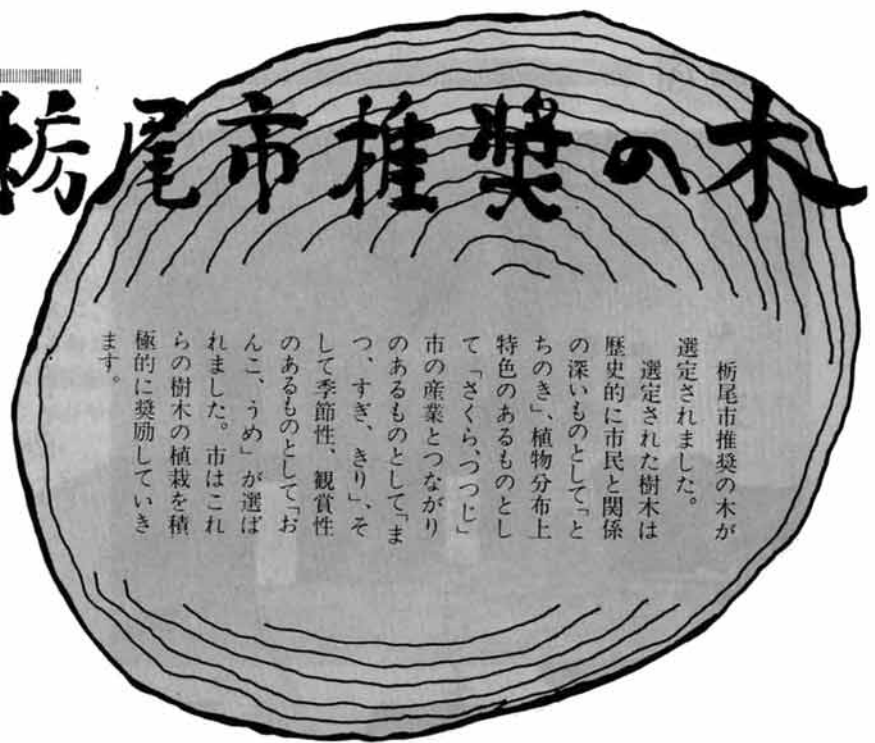 栃尾市推奨の木
栃尾市推奨の木が
選定されました。
選定された樹木は
歴史的に市民と関係
の深いものとして「と
ちのき」、植物分布上
特色のあるものとし
て「さくら、つつじ」
市の産業とつながり
のあるものとして「ま
つ、すぎ、きり」、そ
して季節性、観賞性
のあるものとして「お
んこ、うめ」が選ば
れました。市はこれ
らの樹木の植栽を積
極的に奨励していき
ます。